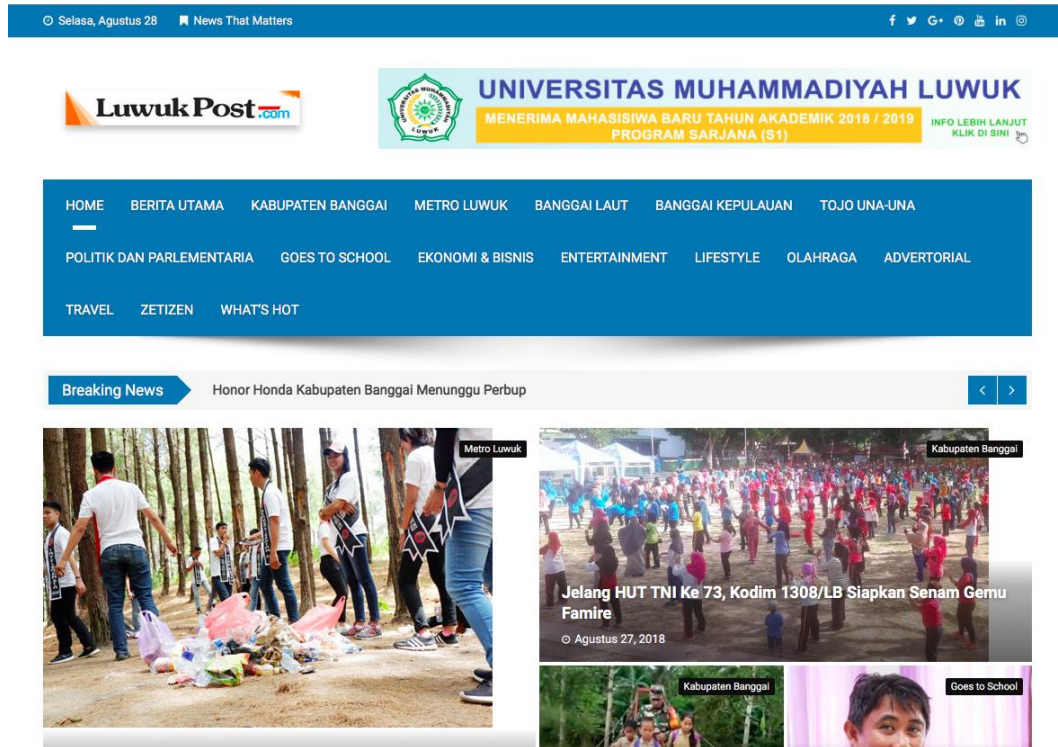 Selasa, Agustus 28 News That Matters
Luwuk Post .com
UNIVERSITAS MUHAMMADIYAH LUWUK
MENERIMA MAHASISIWA BARU TAHUN AKADEMIK 2018 / 2019
PROGRAM SARJANA (S1)
INFO LEBIH LANJUT
KLIK DI SINI
HOME BERITA UTAMA KABUPATEN BANGGAI METRO LUWUK BANGGAI LAUT BANGGAI KEPULAUAN TOJO UNA-UNA
POLITIK DAN PARLEMENTARIA GOES TO SCHOOL EKONOMI & BISNIS ENTERTAINMENT LIFESTYLE OLAHRAGA ADVERTORIAL
TRAVEL ZETIZEN WHAT'S HOT
Breaking News Honor Honda Kabupaten Banggai Menunggu Perbup
Metro Luwuk
Kabupaten Banggai
Jelang HUT TNI Ke 73, Kodim 1308/LB Siapkan Senam Gemu
Famire
Agustus 27, 2018
Kabupaten Banggai
Goes to School